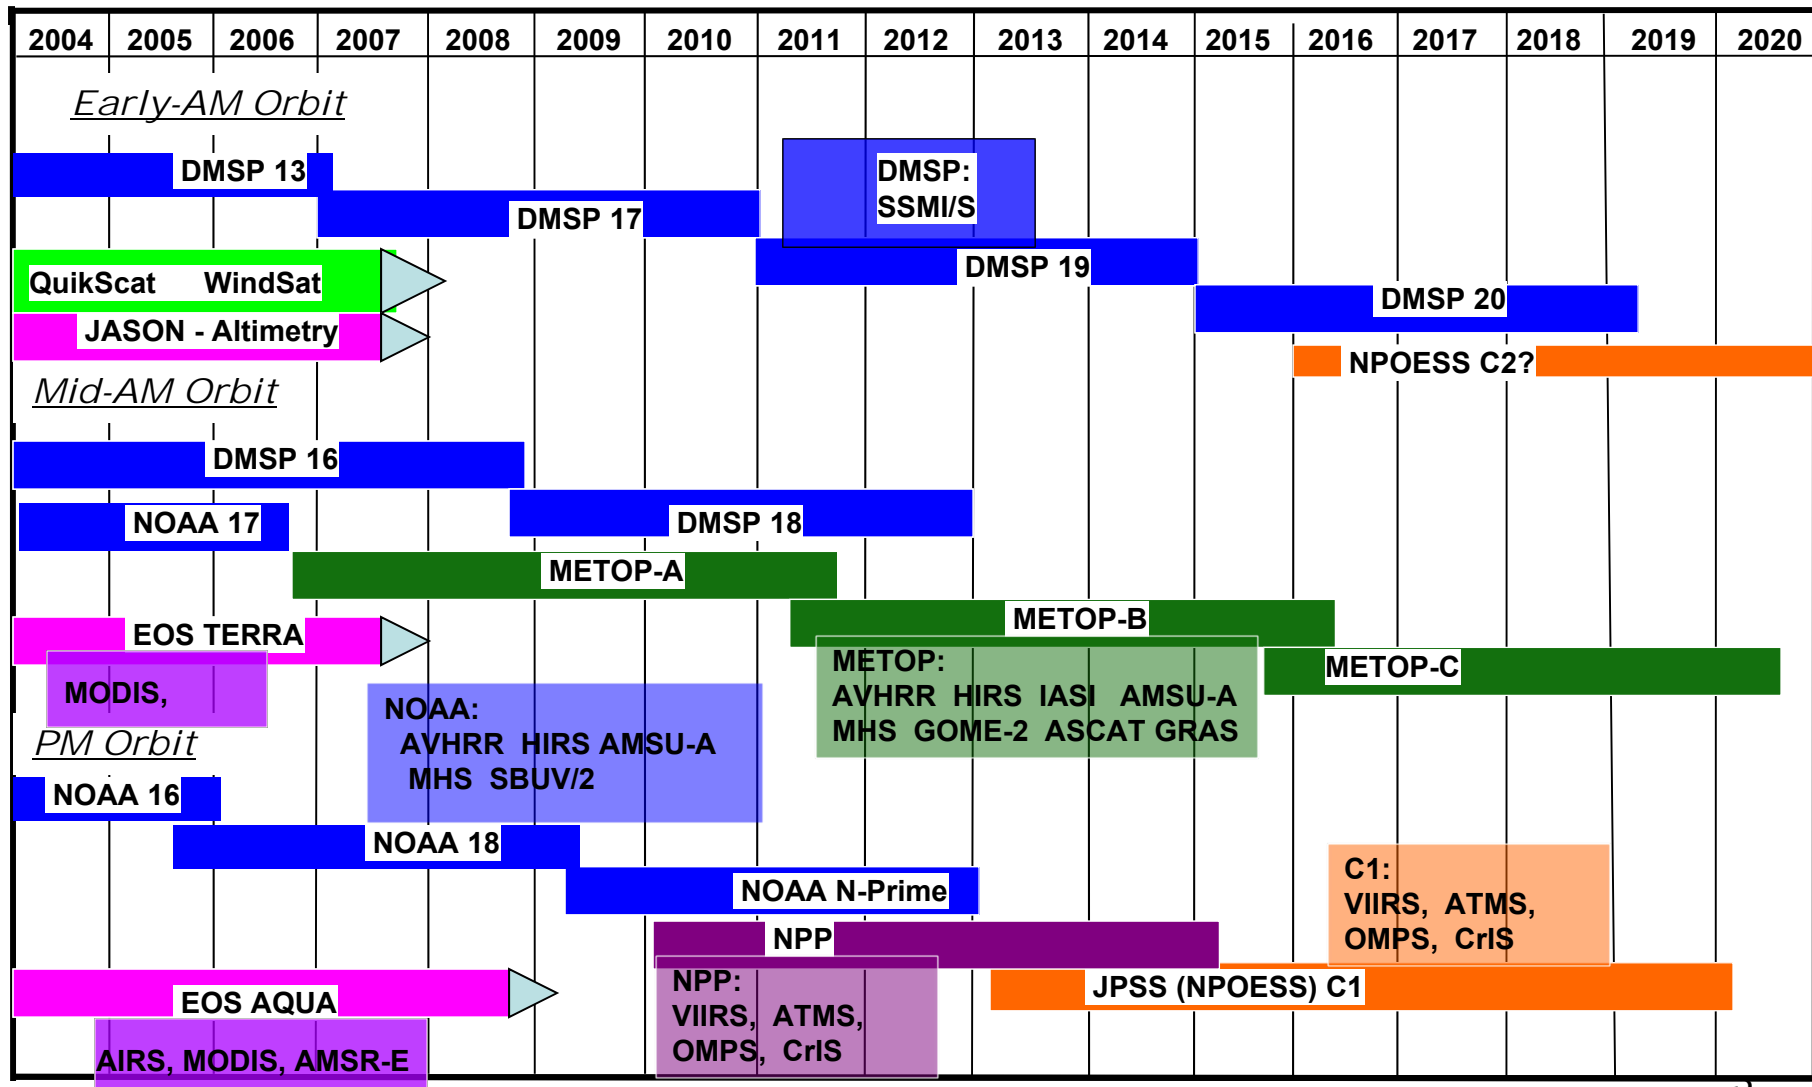 2004 2005 2006 2007 2008 2009 2010 2011 2012 2013 2014 2015 2016 2017 2018 2019 2020
Early-AM Orbit
DMSP 13
DMSP:
SSMI/S
DMSP 17
DMSP 19
QuikScat WindSat
DMSP 20
JASON - Altimetry
NPOESS C2?
Mid-AM Orbit
DMSP 16
NOAA 17
DMSP 18
METOP-A
METOP-B
EOS TERRA
METOP:
AVHRR HIRS IASI AMSU-A
MHS GOME-2 ASCAT GRAS
METOP-C
MODIS,
NOAA:
AVHRR HIRS AMSU-A
MHS SBUV/2
PM Orbit
NOAA 16
NOAA 18
NOAA N-Prime
C1:
VIIRS, ATMS,
OMPS, CrIS
NPP
NPP:
VIIRS, ATMS,
OMPS, CrIS
JPSS (NPOESS) C1
EOS AQUA
AIRS, MODIS, AMSR-E